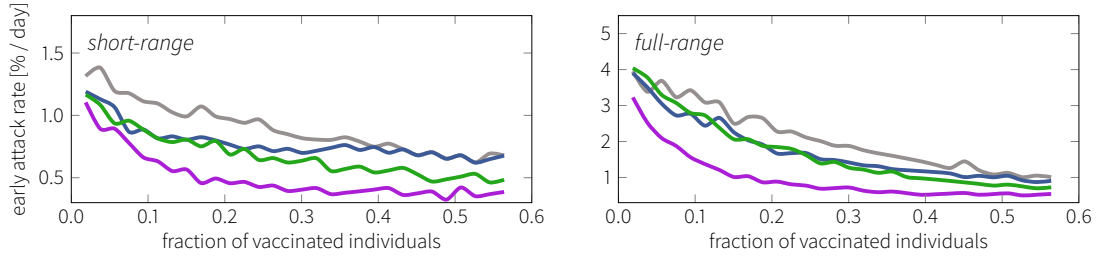 early attack rate [% / day]
short-range
1.5
1.0
0.5
0.0 0.1 0.2 0.3 0.4 0.5 0.6
fraction of vaccinated individuals
full-range
5
4
3
2
1
0.0 0.1 0.2 0.3 0.4 0.5 0.6
fraction of vaccinated individuals